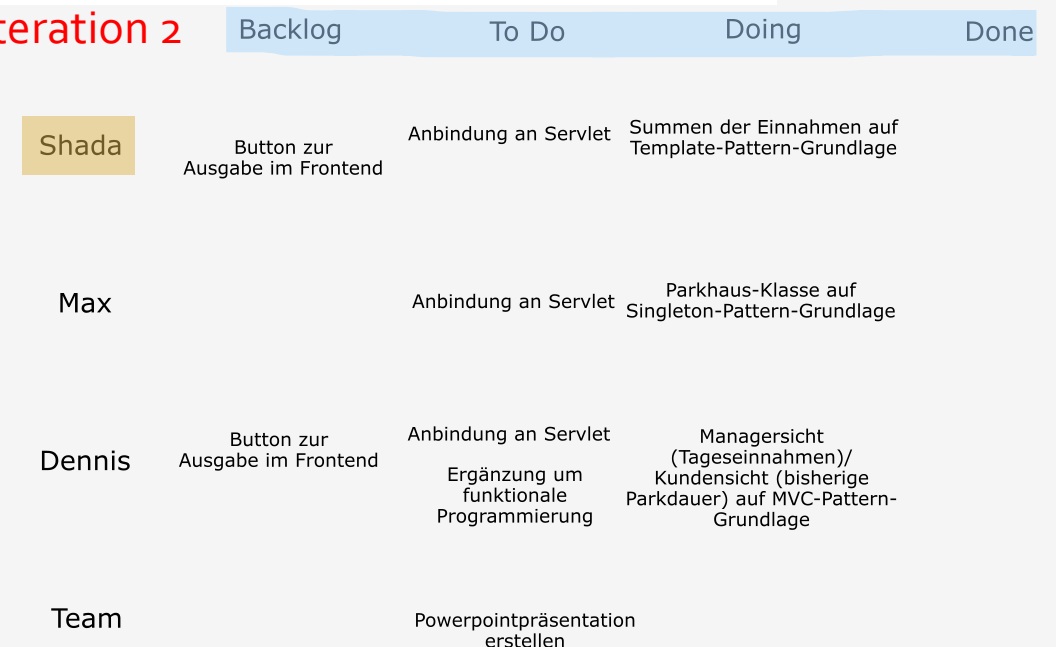 teration 2
Backlog
To Do
Doing
Done
Shada
Button zur
Ausgabe im Frontend
Anbindung an Servlet
Summen der Einnahmen auf
Template-Pattern-Grundlage
Max
Anbindung an Servlet
Parkhaus-Klasse auf
Singleton-Pattern-Grundlage
Dennis
Button zur
Ausgabe im Frontend
Anbindung an Servlet
Ergänzung um
funktionale
Programmierung
Managersicht
(Tageseinnahmen)/
Kundensicht (bisherige
Parkdauer) auf MVC-Pattern-
Grundlage
Team
Powerpointpräsentation
erstellen